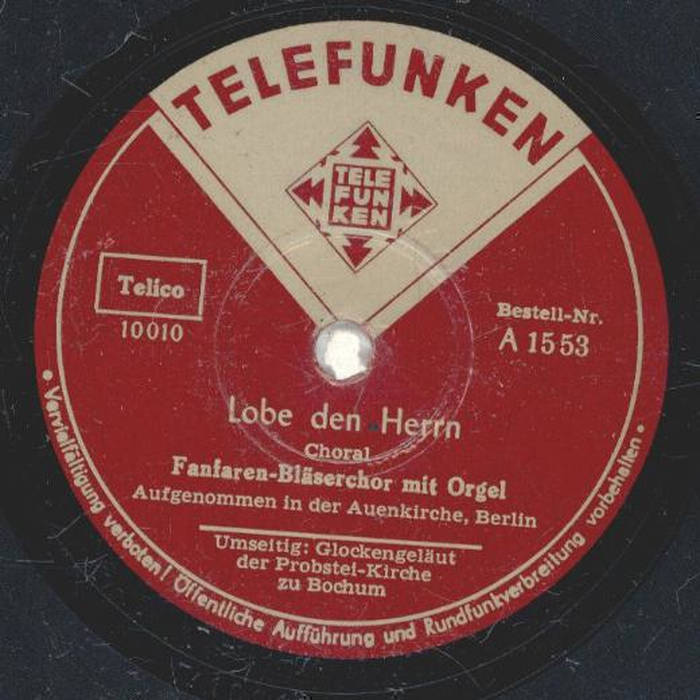 TELEFUNKEN
TELE
FUN
KEN
Telico
10010
Bestell-Nr.
A 1553
Lobe den Herrn
Choral
Fanfaren-Bläserchor mit Orgel
Aufgenommen in der Auenkirche, Berlin
Umseitig: Glockengeläut
der Probstei-Kirche
zu Bochum
• Vervielfältigung verboten! Öffentliche Aufführung und Rundfunkverbreitung vorbehalten •